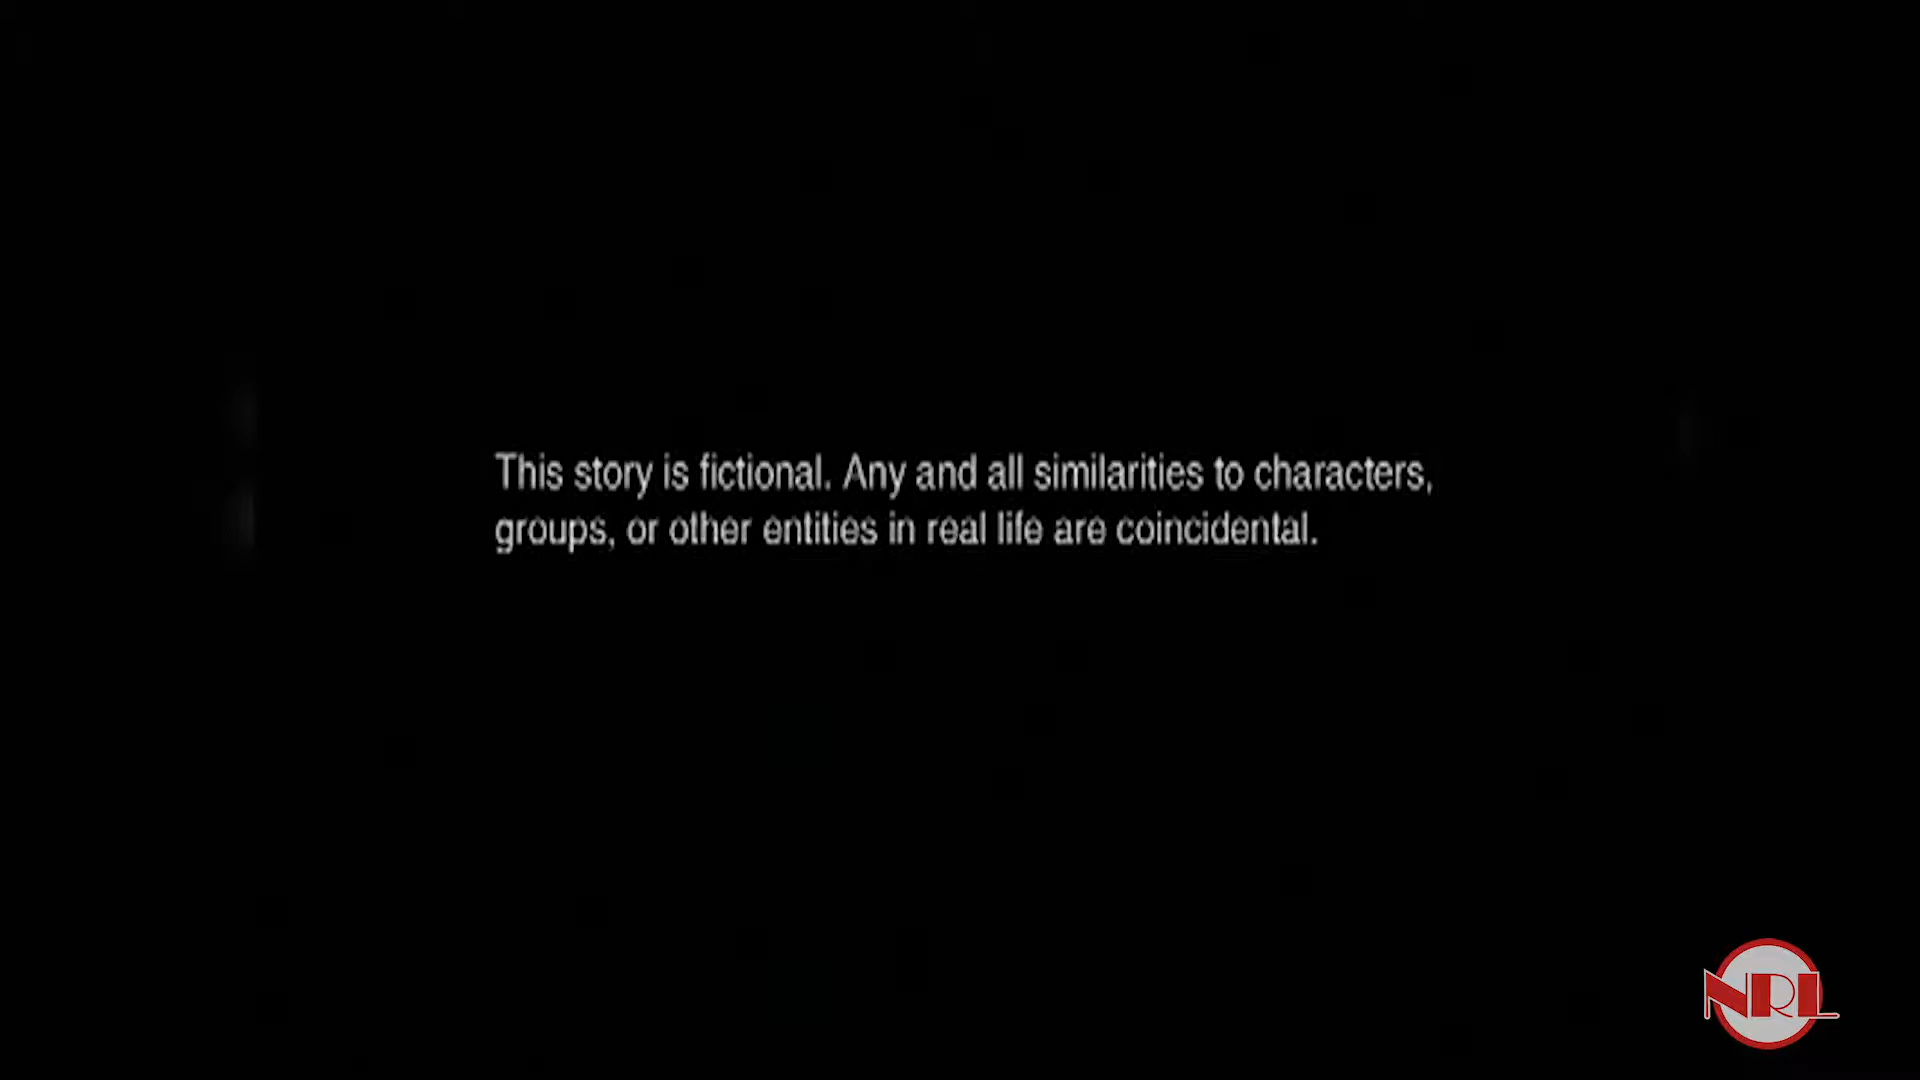 This story is fictional. Any and all similarities to characters,
groups, or other entities in real life are coincidental.
NRL